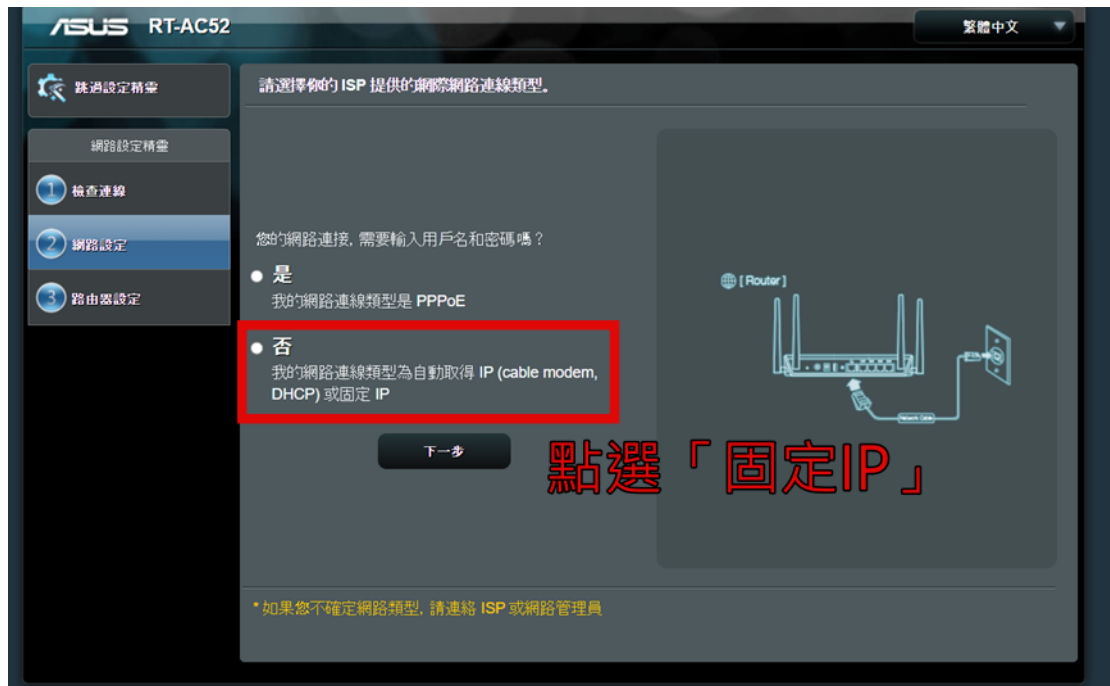 ASUS RT-AC52
繁體中文
跳過設定精靈
網路設定精靈
1 檢查連線
2 網路設定
3 路由器設定
請選擇你的 ISP 提供的網際網路連線類型。
您的網路連接, 需要輸入用戶名和密碼嗎?
是
我的網路連線類型是 PPPoE
否
我的網路連線類型為自動取得 IP (cable modem,
DHCP) 或固定 IP
下一步
[ Router ]
Network Cable
點選「固定IP」
*如果您不確定網路類型, 請連絡 ISP 或網路管理員